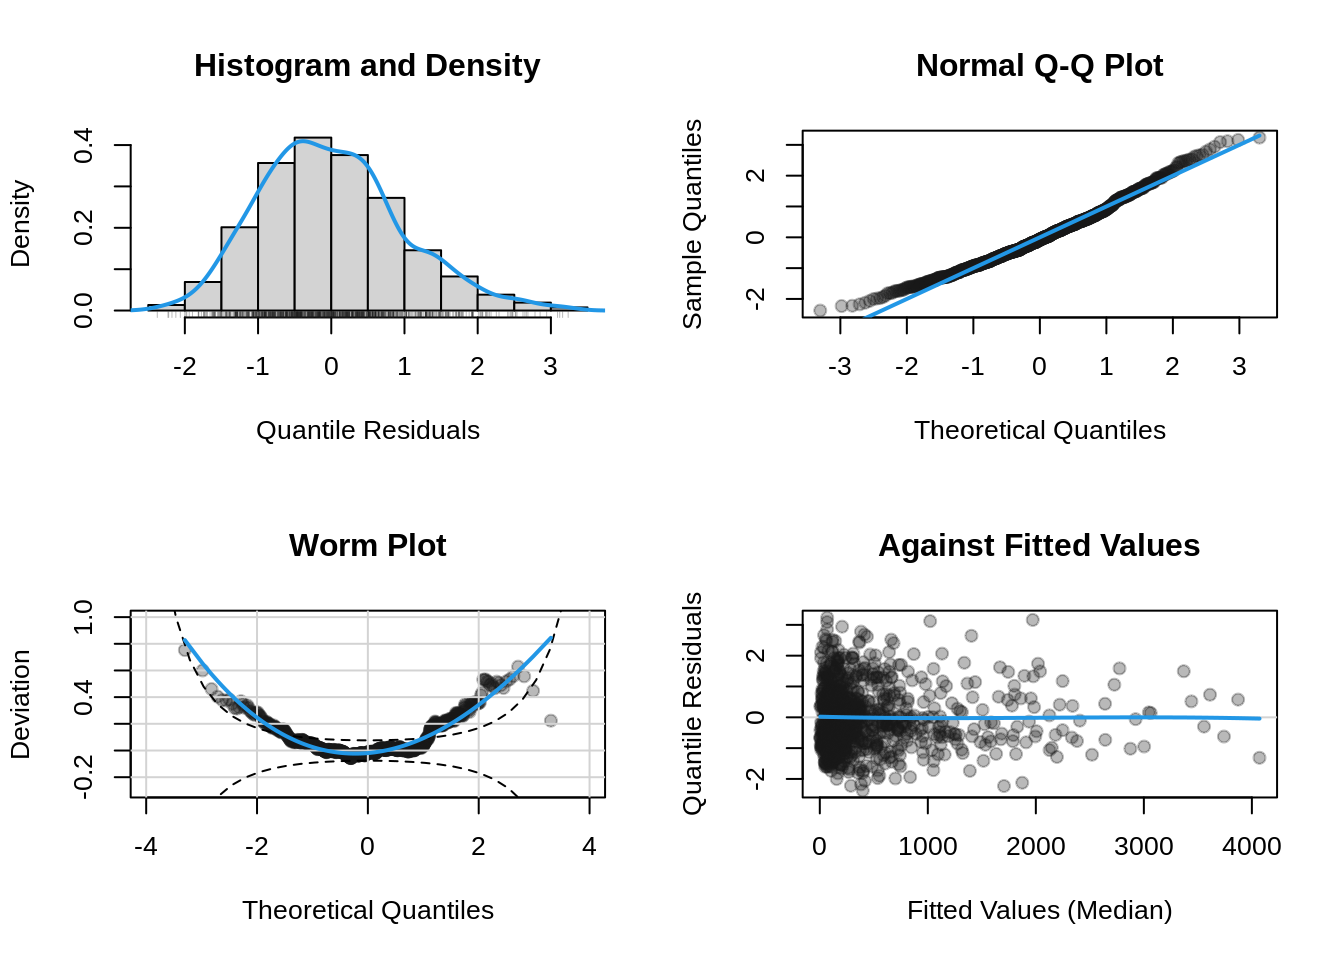 Histogram and Density
Density
0.0 0.2 0.4
-2 -1 0 1 2 3
Quantile Residuals
Normal Q-Q Plot
Sample Quantiles
-2 0 2
-3 -2 -1 0 1 2 3
Theoretical Quantiles
Worm Plot
Deviation
-0.2 0.4 1.0
-4 -2 0 2 4
Theoretical Quantiles
Against Fitted Values
Quantile Residuals
-2 0 2
0 1000 2000 3000 4000
Fitted Values (Median)